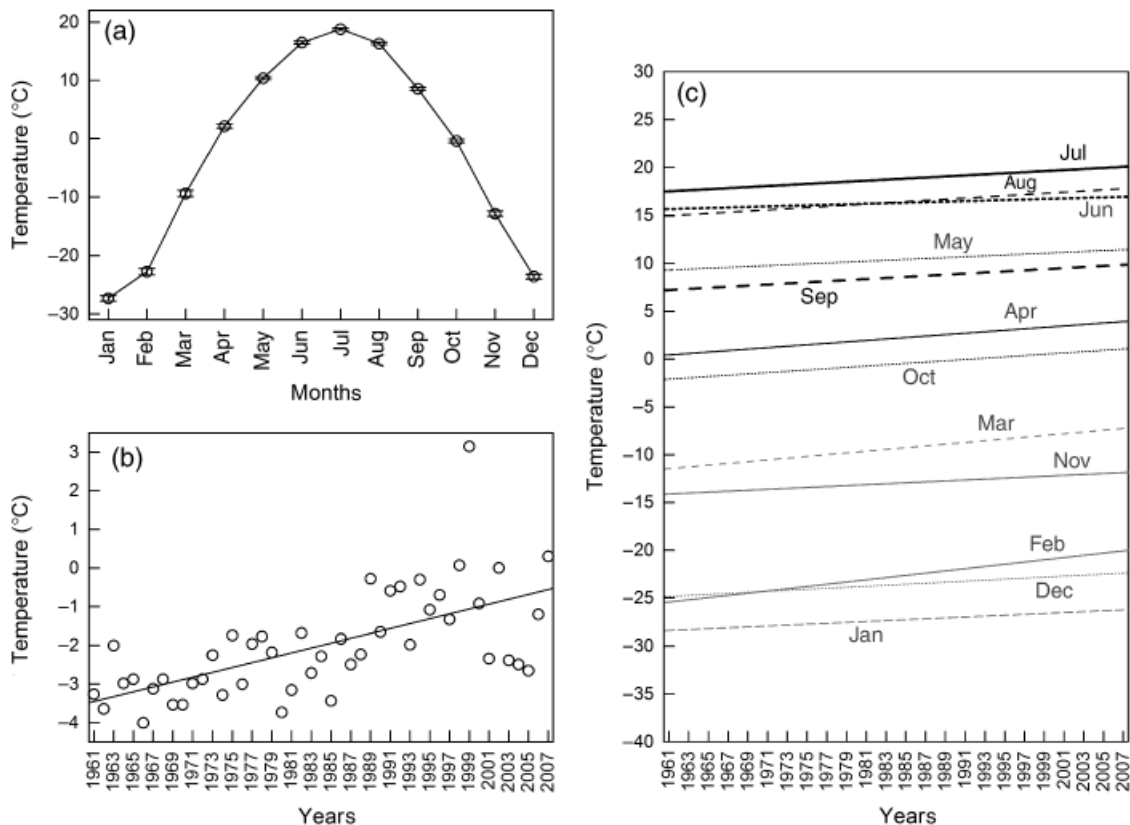 (a)
Temperature (°C)
20
10
0
–10
–20
–30
Jan
Feb
Mar
Apr
May
Jun
Jul
Aug
Sep
Oct
Nov
Dec
Months
(b)
Temperature (°C)
3
2
1
0
–1
–2
–3
–4
1961
1963
1965
1967
1969
1971
1973
1975
1977
1979
1981
1983
1985
1987
1989
1991
1993
1995
1997
1999
2001
2003
2005
2007
Years
(c)
Temperature (°C)
30
25
20
15
10
5
0
–5
–10
–15
–20
–25
–30
–35
–40
Jul
Aug
Jun
May
Sep
Apr
Oct
Mar
Nov
Feb
Dec
Jan
1961
1963
1965
1967
1969
1971
1973
1975
1977
1979
1981
1983
1985
1987
1989
1991
1993
1995
1997
1999
2001
2003
2005
2007
Years